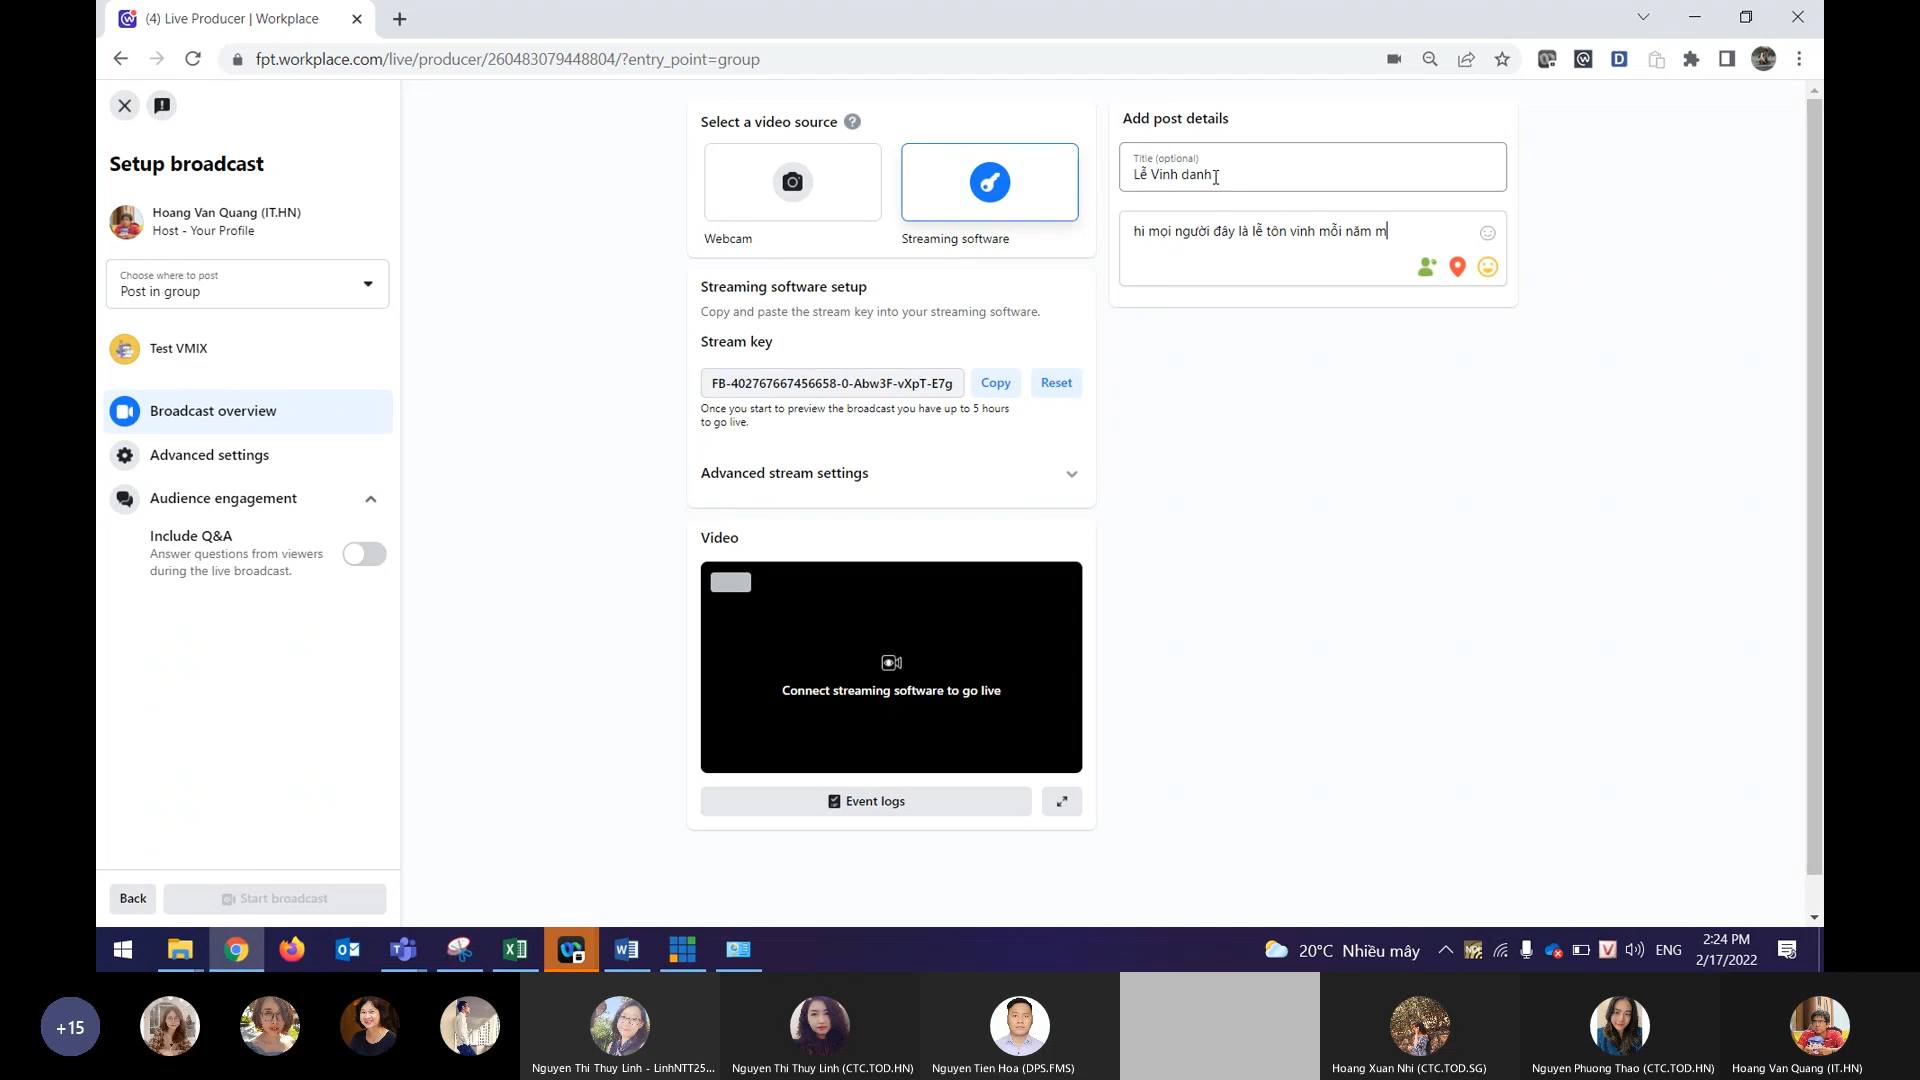 (4) Live Producer | Workplace
fpt.workplace.com/live/producer/260483079448804/?entry_point=group
Setup broadcast
Hoang Van Quang (IT.HN)
Host - Your Profile
Choose where to post
Post in group
Test VMIX
Broadcast overview
Advanced settings
Audience engagement
Include Q&A
Answer questions from viewers
during the live broadcast.
Back
Start broadcast
Select a video source
Webcam
Streaming software
Streaming software setup
Copy and paste the stream key into your streaming software.
Stream key
FB-402767667456658-0-Abw3F-vXpT-E7g
Copy
Reset
Once you start to preview the broadcast you have up to 5 hours
to go live.
Advanced stream settings
Video
Connect streaming software to go live
Event logs
Add post details
Title (optional)
Lễ Vinh danh
hi mọi người đây là lễ tôn vinh mỗi năm m
20°C Nhiều mây
ENG
2:24 PM
2/17/2022
+15
Nguyen Thi Thuy Linh - LinhNTT25...
Nguyen Thi Thuy Linh (CTC.TOD.HN)
Nguyen Tien Hoa (DPS.FMS)
Hoang Xuan Nhi (CTC.TOD.SG)
Nguyen Phuong Thao (CTC.TOD.HN)
Hoang Van Quang (IT.HN)